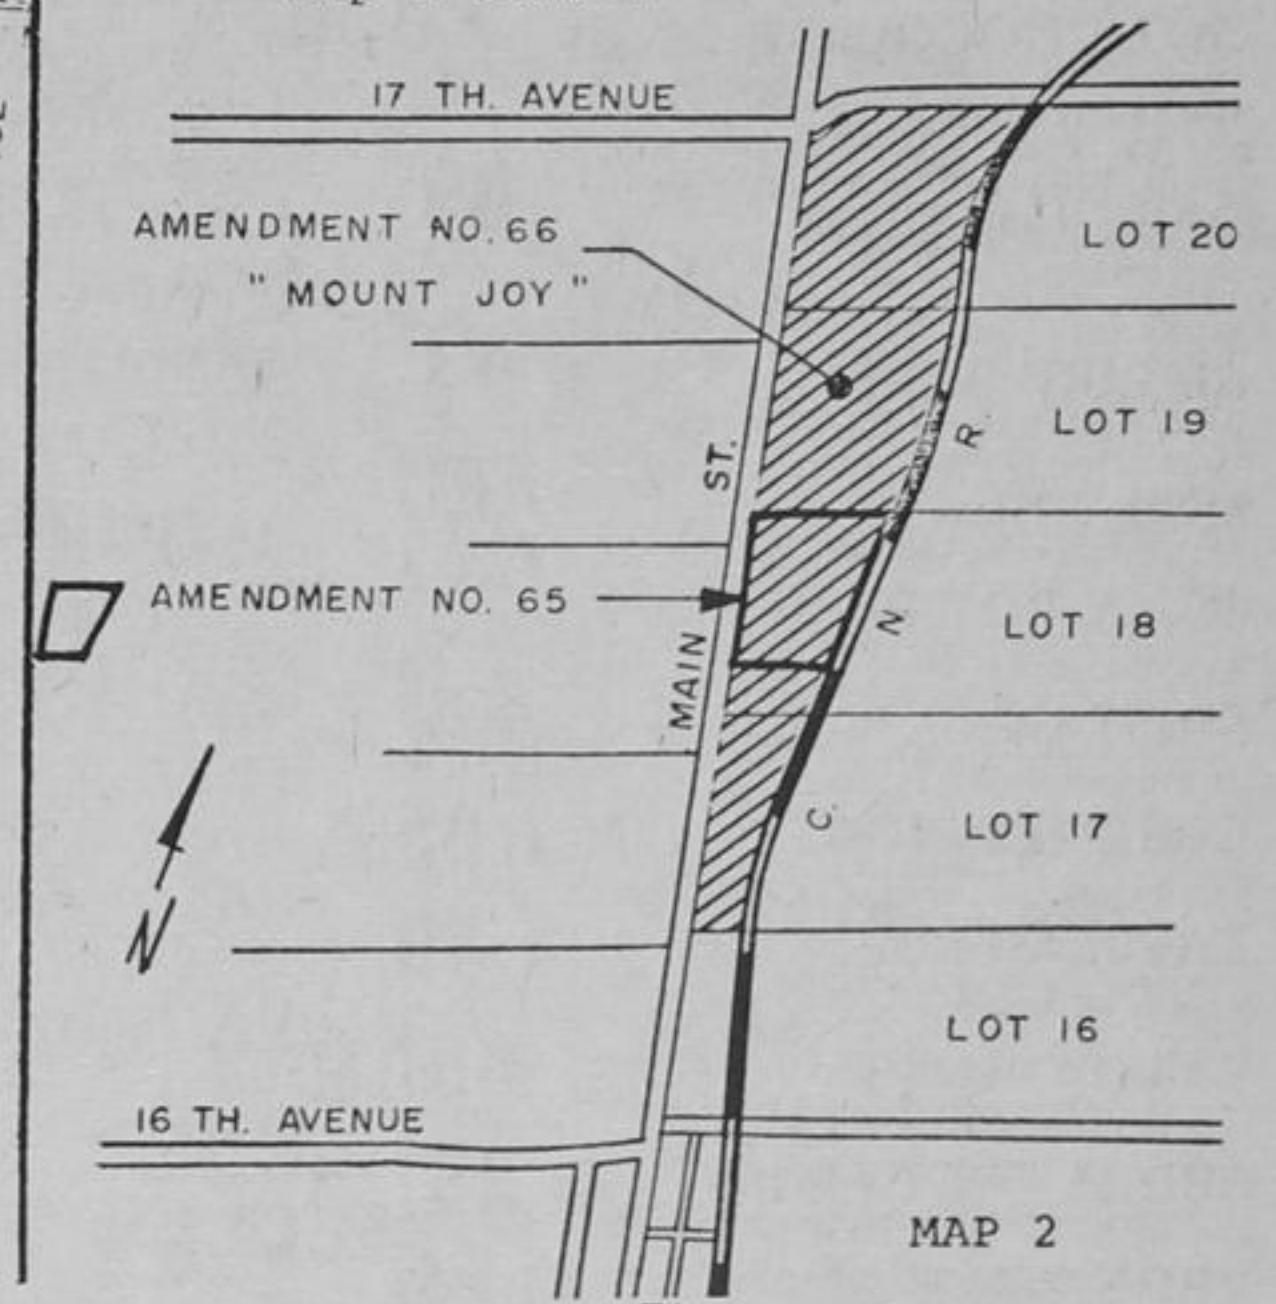 17 TH. AVENUE
AMENDMENT NO. 66
" MOUNT JOY "
LOT 20
LOT 19
ST.
R.
AMENDMENT NO. 65
LOT 18
N.
MAIN
C.
LOT 17
N
LOT 16
16 TH. AVENUE
MAP 2